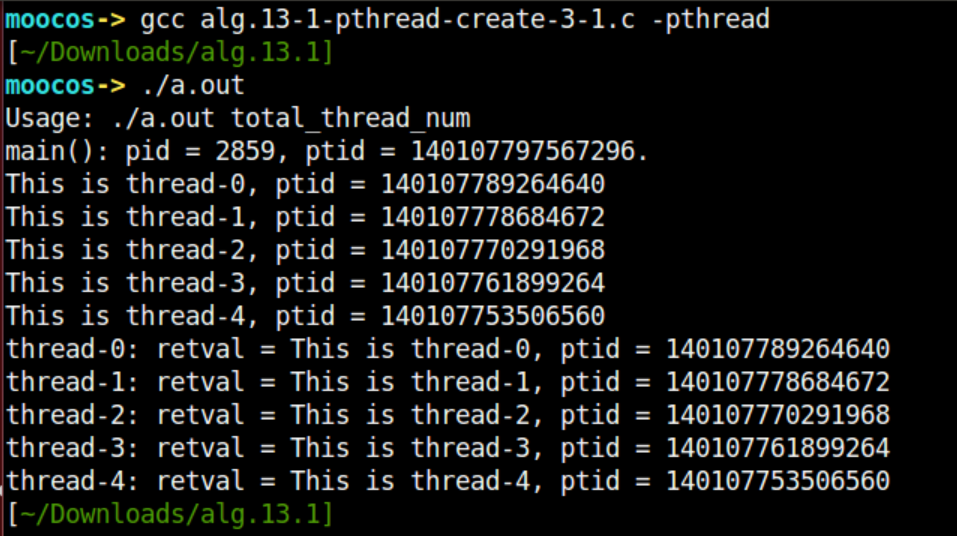 moocos-> gcc alg.13-1-pthread-create-3-1.c -pthread
[~/Downloads/alg.13.1]
moocos-> ./a.out
Usage: ./a.out total_thread_num
main(): pid = 2859, ptid = 140107797567296.
This is thread-0, ptid = 140107789264640
This is thread-1, ptid = 140107778684672
This is thread-2, ptid = 140107770291968
This is thread-3, ptid = 140107761899264
This is thread-4, ptid = 140107753506560
thread-0: retval = This is thread-0, ptid = 140107789264640
thread-1: retval = This is thread-1, ptid = 140107778684672
thread-2: retval = This is thread-2, ptid = 140107770291968
thread-3: retval = This is thread-3, ptid = 140107761899264
thread-4: retval = This is thread-4, ptid = 140107753506560
[~/Downloads/alg.13.1]